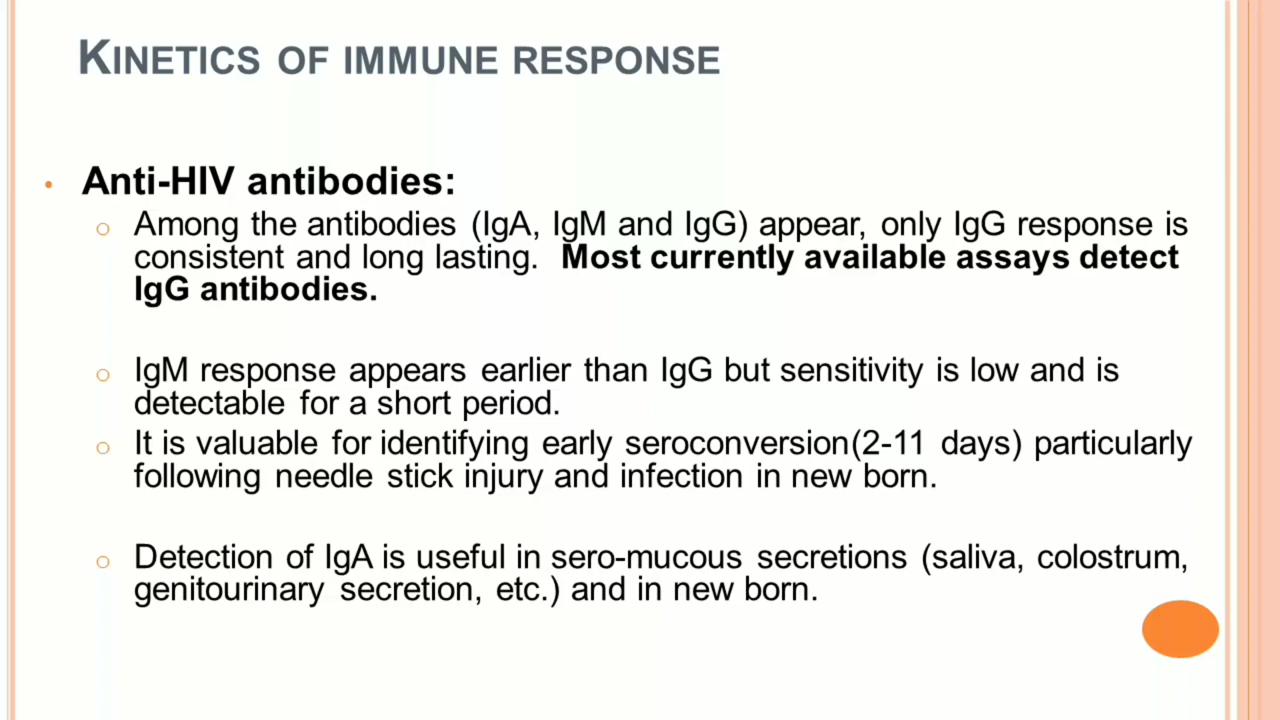 KINETICS OF IMMUNE RESPONSE
• Anti-HIV antibodies:
o Among the antibodies (IgA, IgM and IgG) appear, only IgG response is
consistent and long lasting. Most currently available assays detect
IgG antibodies.
o IgM response appears earlier than IgG but sensitivity is low and is
detectable for a short period.
o It is valuable for identifying early seroconversion(2-11 days) particularly
following needle stick injury and infection in new born.
o Detection of IgA is useful in sero-mucous secretions (saliva, colostrum,
genitourinary secretion, etc.) and in new born.